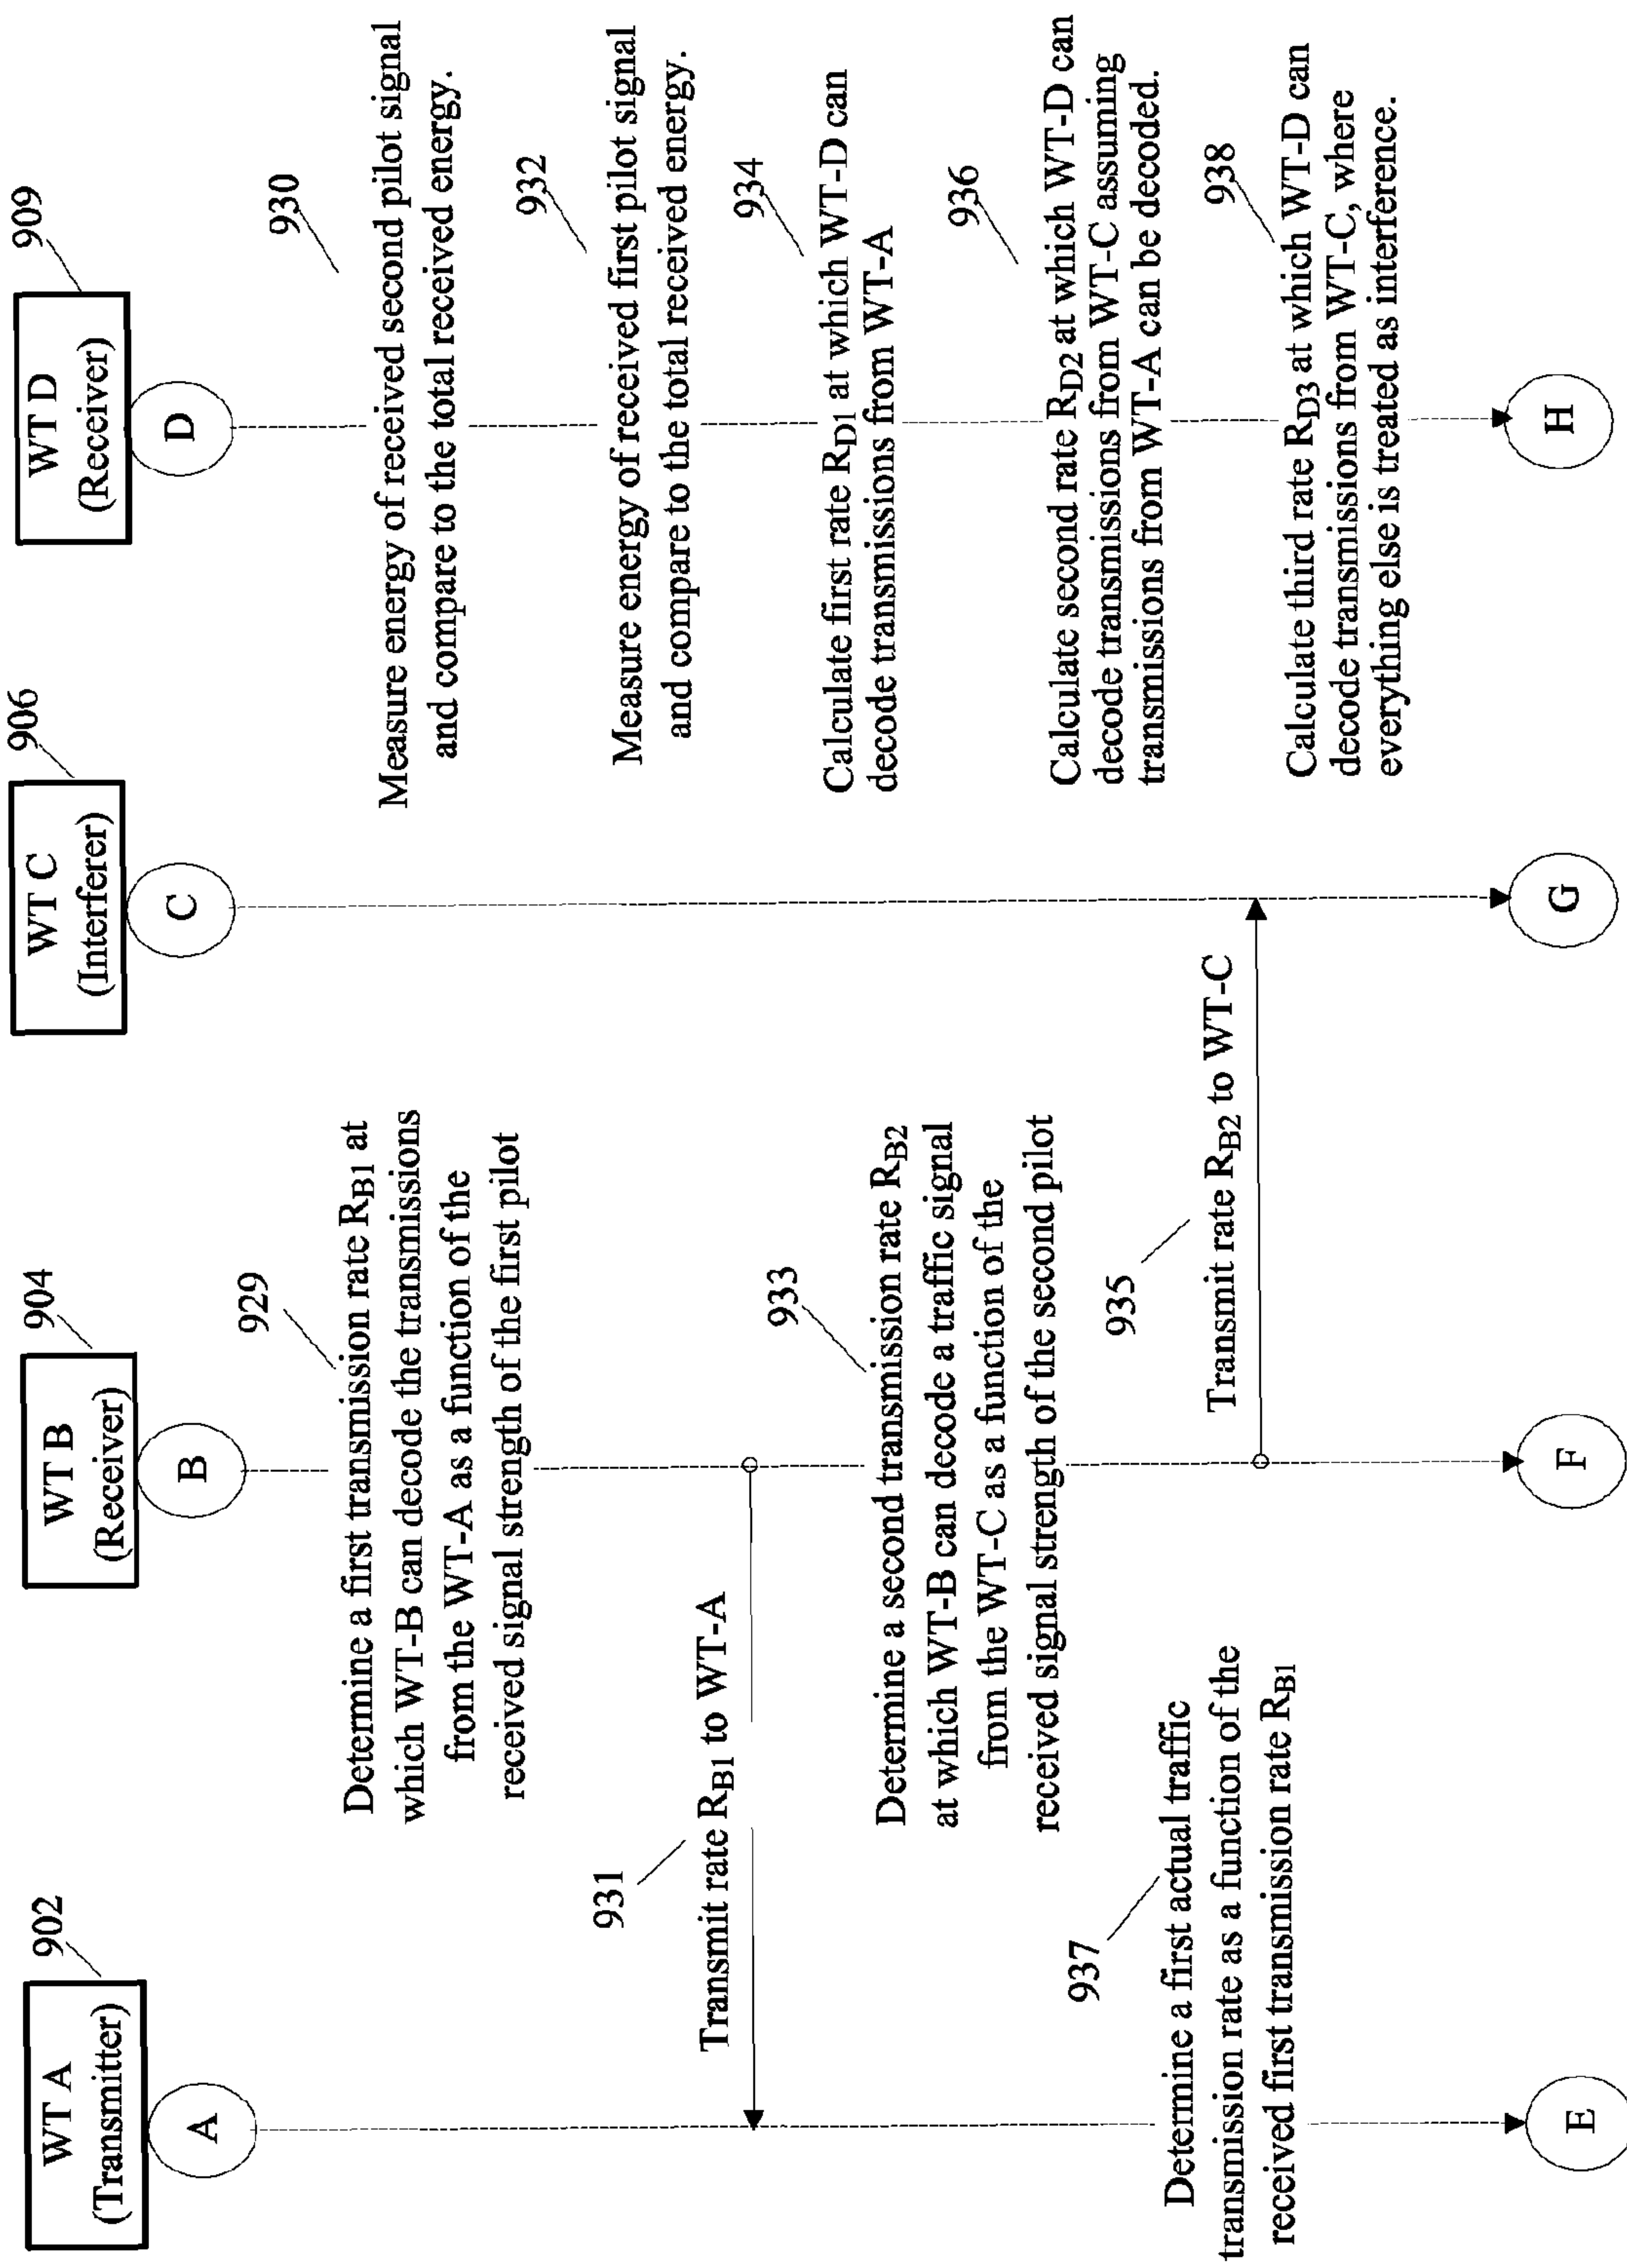 WT A
(Transmitter)
902
A
WT B
(Receiver)
904
B
WT C
(Interferer)
906
C
WT D
(Receiver)
909
D
929
Determine a first transmission rate R_B1 at
which WT-B can decode the transmissions
from the WT-A as a function of the
received signal strength of the first pilot
930
Measure energy of received second pilot signal
and compare to the total received energy.
931
Transmit rate R_B1 to WT-A
932
Measure energy of received first pilot signal
and compare to the total received energy.
933
Determine a second transmission rate R_B2
at which WT-B can decode a traffic signal
from the WT-C as a function of the
received signal strength of the second pilot
934
Calculate first rate R_D1 at which WT-D can
decode transmissions from WT-A
935
Transmit rate R_B2 to WT-C
936
Calculate second rate R_D2 at which WT-D can
decode transmissions from WT-C assuming
transmissions from WT-A can be decoded.
937
Determine a first actual traffic
transmission rate as a function of the
received first transmission rate R_B1
938
Calculate third rate R_D3 at which WT-D can
decode transmissions from WT-C, where
everything else is treated as interference.
E
F
G
H